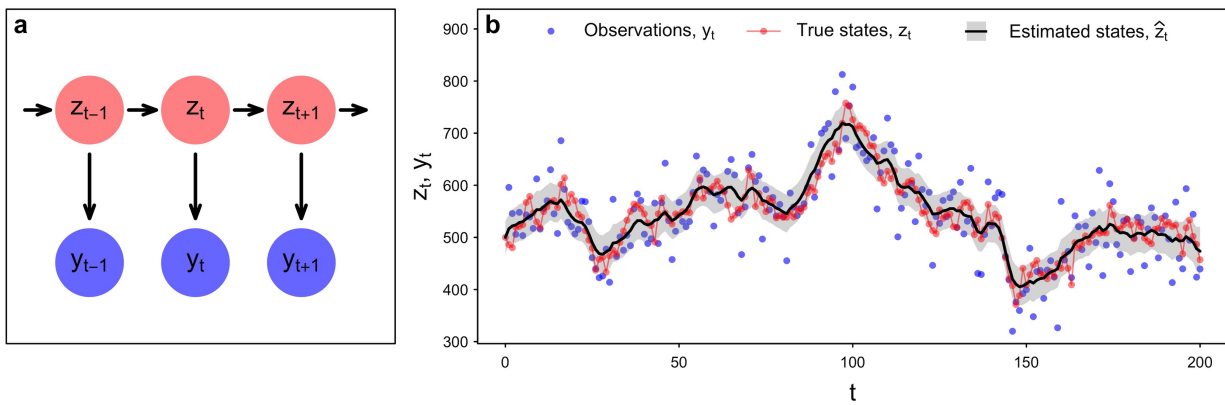 a
z_{t−1} z_t z_{t+1}
y_{t−1} y_t y_{t+1}
b
Observations, y_t True states, z_t Estimated states, ẑ_t
z_t, y_t
900
800
700
600
500
400
300
0 50 100 150 200
t